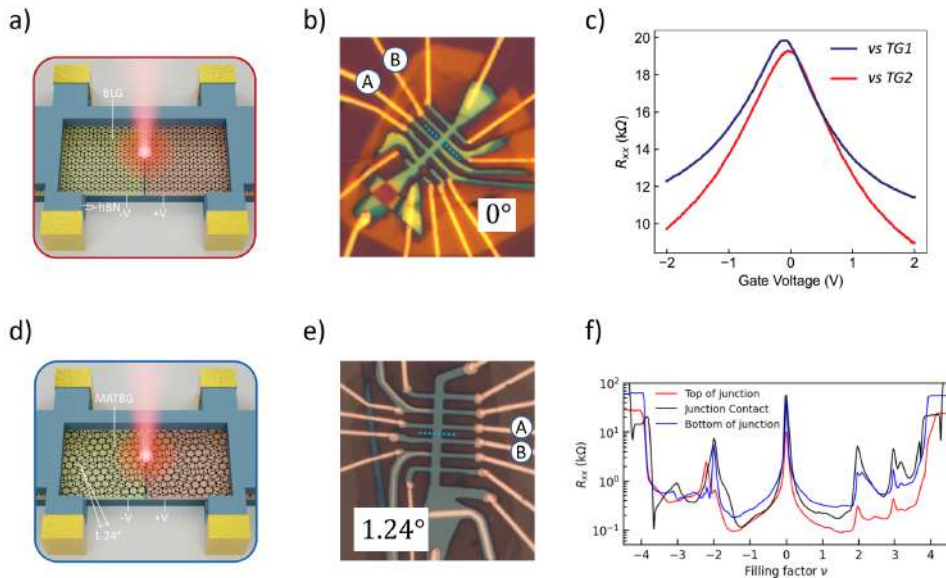 a)
BLG
hBN
-V
+V
b)
A
B
0°
c)
vs TG1
vs TG2
20
18
16
14
12
10
Rxx (kΩ)
−2
−1
0
1
2
Gate Voltage (V)
d)
MATBG
1.24°
-V
+V
e)
A
B
1.24°
f)
Top of junction
Junction Contact
Bottom of junction
10²
10¹
10⁰
10⁻¹
Rxx (kΩ)
−4
−3
−2
−1
0
1
2
3
4
Filling factor ν